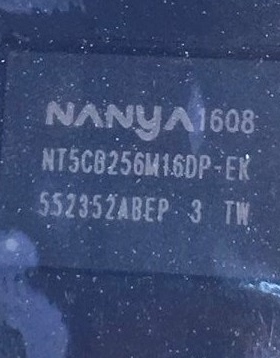 NANYA 1608
NT5CB256M16DP-EK
552352ABEP 3 TW